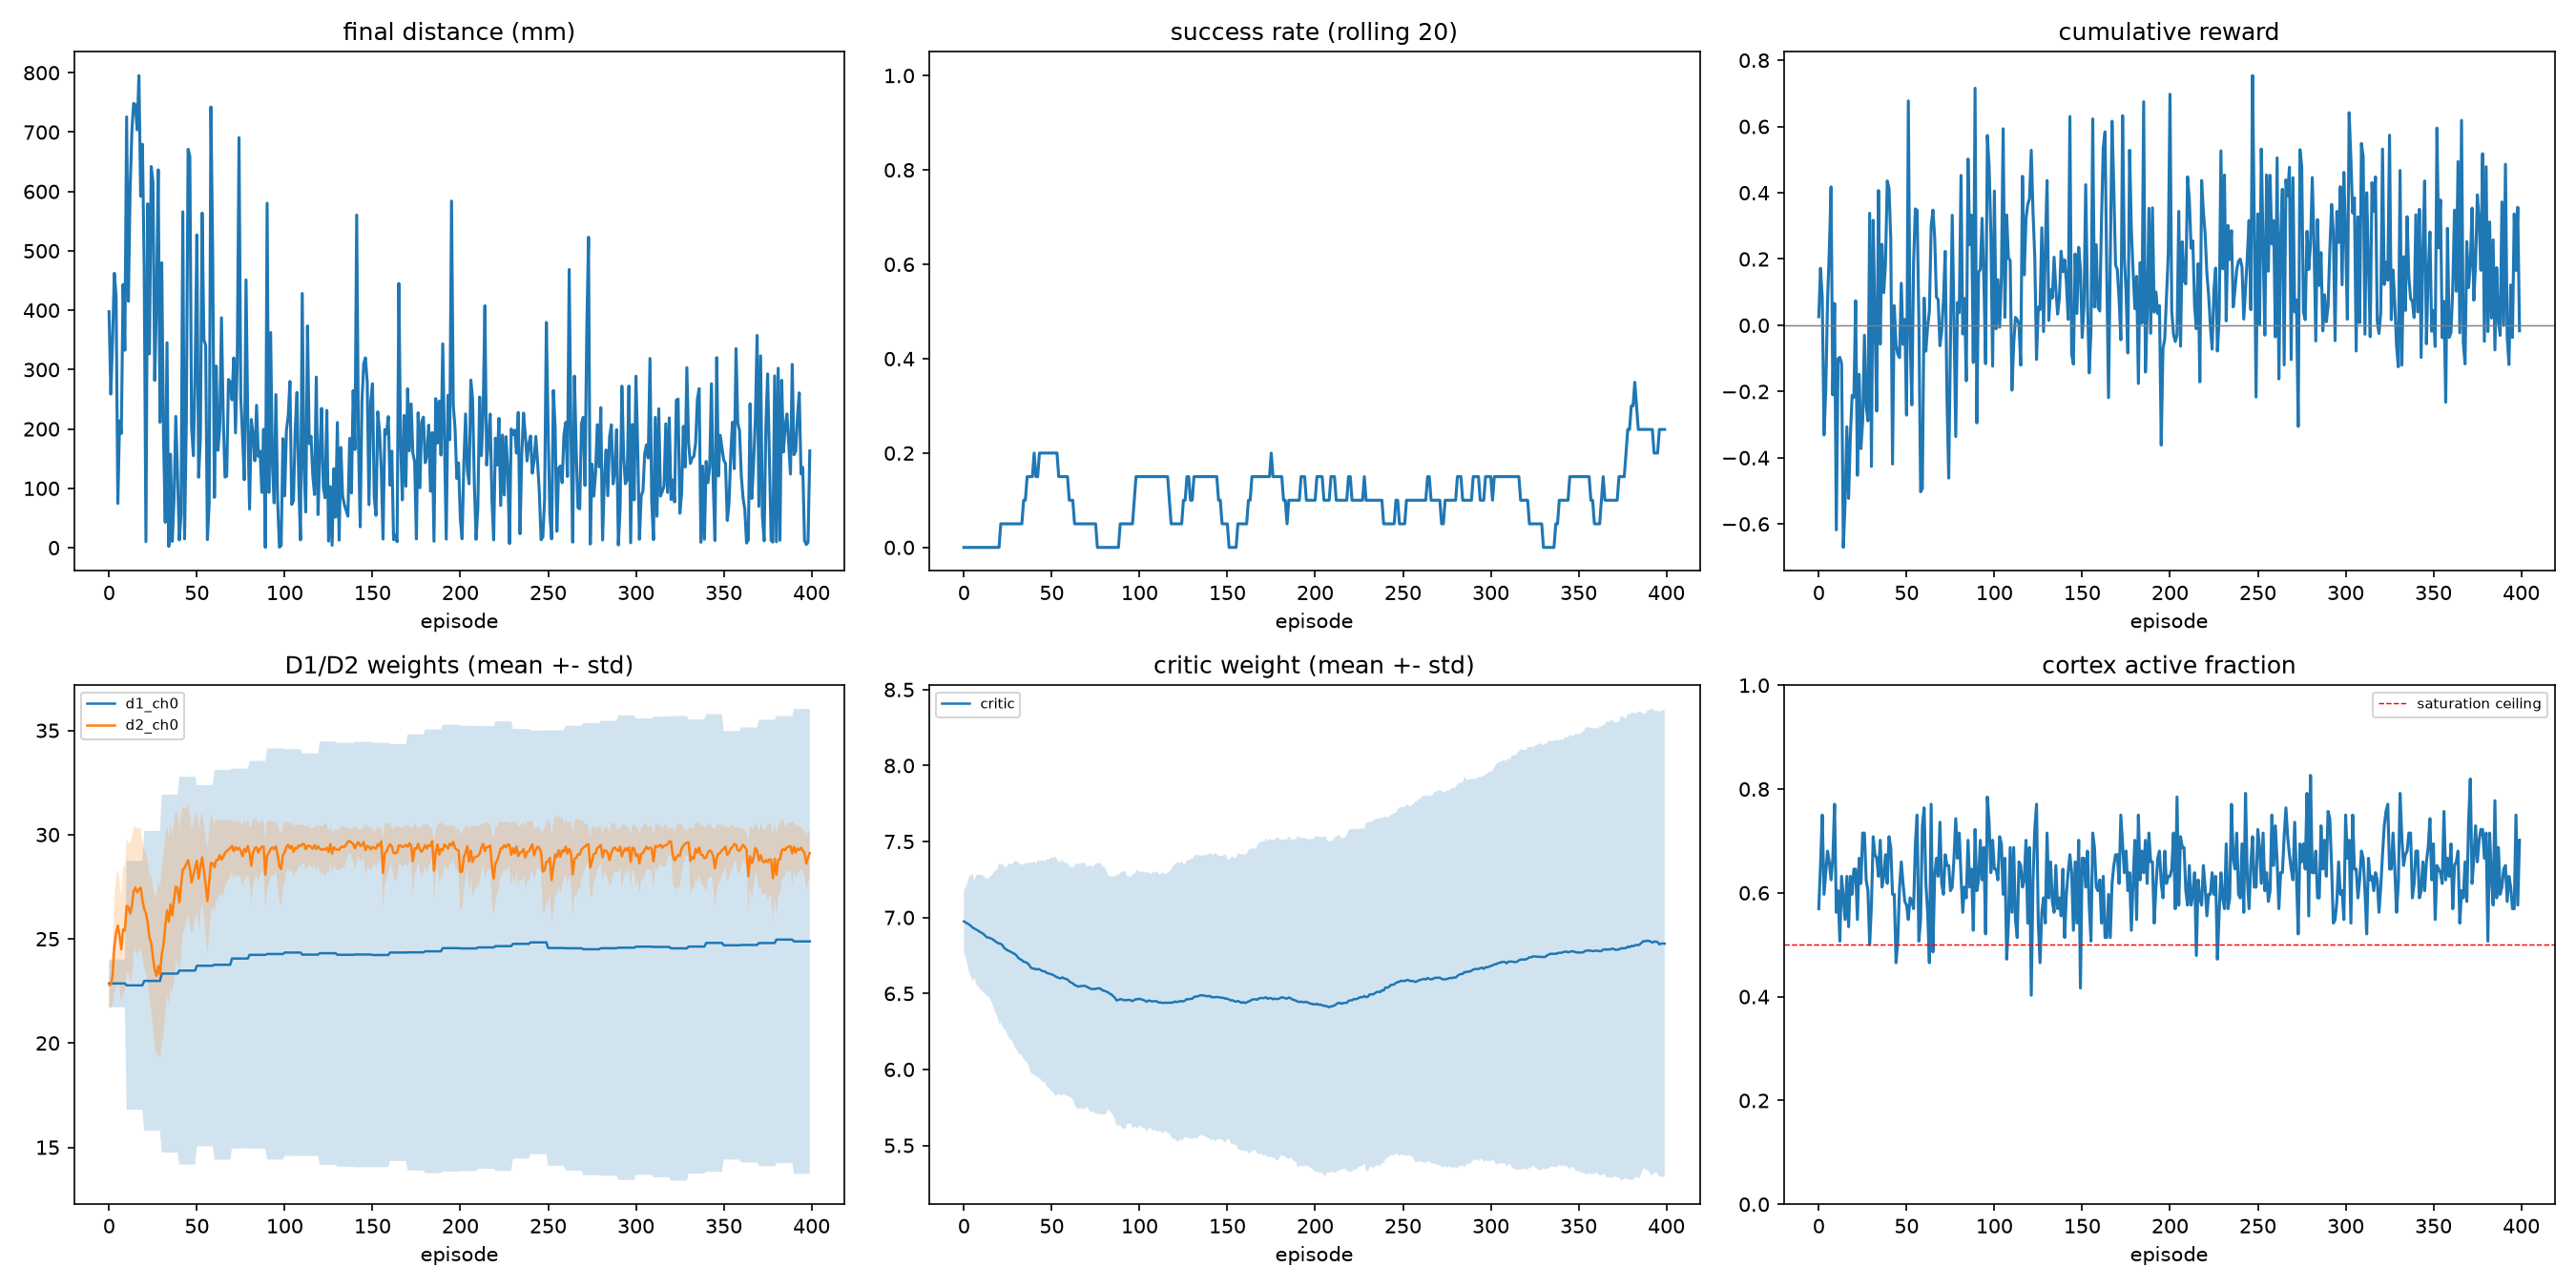 final distance (mm)
800
700
600
500
400
300
200
100
0
0 50 100 150 200 250 300 350 400
episode
success rate (rolling 20)
1.0
0.8
0.6
0.4
0.2
0.0
0 50 100 150 200 250 300 350 400
episode
cumulative reward
0.8
0.6
0.4
0.2
0.0
−0.2
−0.4
−0.6
0 50 100 150 200 250 300 350 400
episode
D1/D2 weights (mean +- std)
d1_ch0
d2_ch0
35
30
25
20
15
0 50 100 150 200 250 300 350 400
episode
critic weight (mean +- std)
critic
8.5
8.0
7.5
7.0
6.5
6.0
5.5
0 50 100 150 200 250 300 350 400
episode
cortex active fraction
saturation ceiling
1.0
0.8
0.6
0.4
0.2
0.0
0 50 100 150 200 250 300 350 400
episode